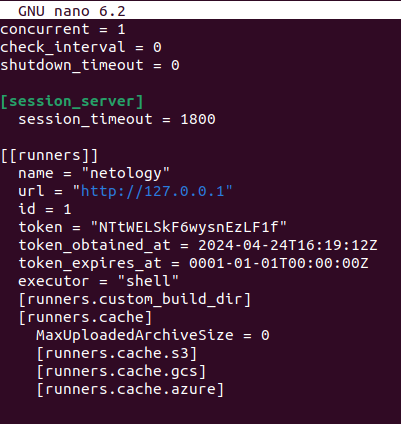 GNU nano 6.2
concurrent = 1
check_interval = 0
shutdown_timeout = 0
[session_server]
session_timeout = 1800
[[runners]]
name = "netology"
url = "http://127.0.0.1"
id = 1
token = "NTtWELSkF6wysnEzLF1f"
token_obtained_at = 2024-04-24T16:19:12Z
token_expires_at = 0001-01-01T00:00:00Z
executor = "shell"
[runners.custom_build_dir]
[runners.cache]
MaxUploadedArchiveSize = 0
[runners.cache.s3]
[runners.cache.gcs]
[runners.cache.azure]